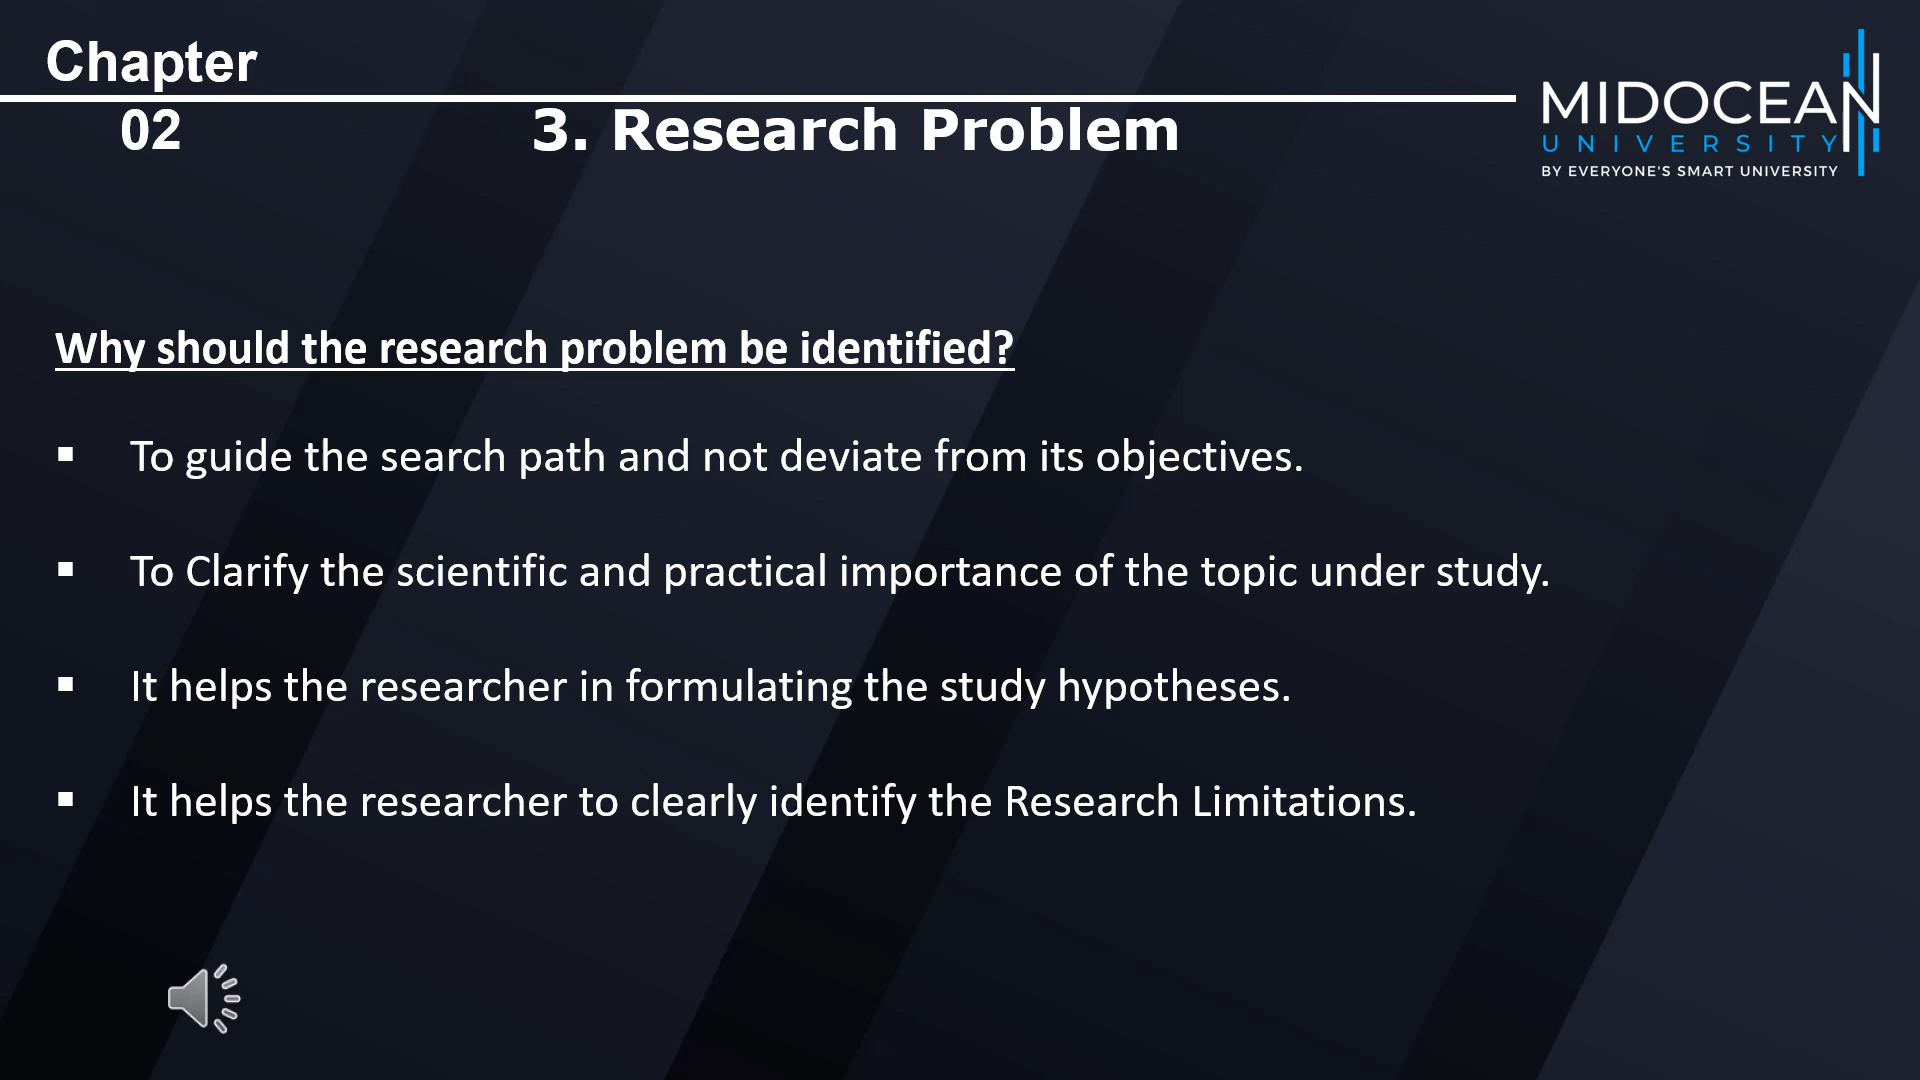 Chapter
02
3. Research Problem
MIDOCEAN
UNIVERSITY
BY EVERYONE'S SMART UNIVERSITY
Why should the research problem be identified?
▪ To guide the search path and not deviate from its objectives.
▪ To Clarify the scientific and practical importance of the topic under study.
▪ It helps the researcher in formulating the study hypotheses.
▪ It helps the researcher to clearly identify the Research Limitations.